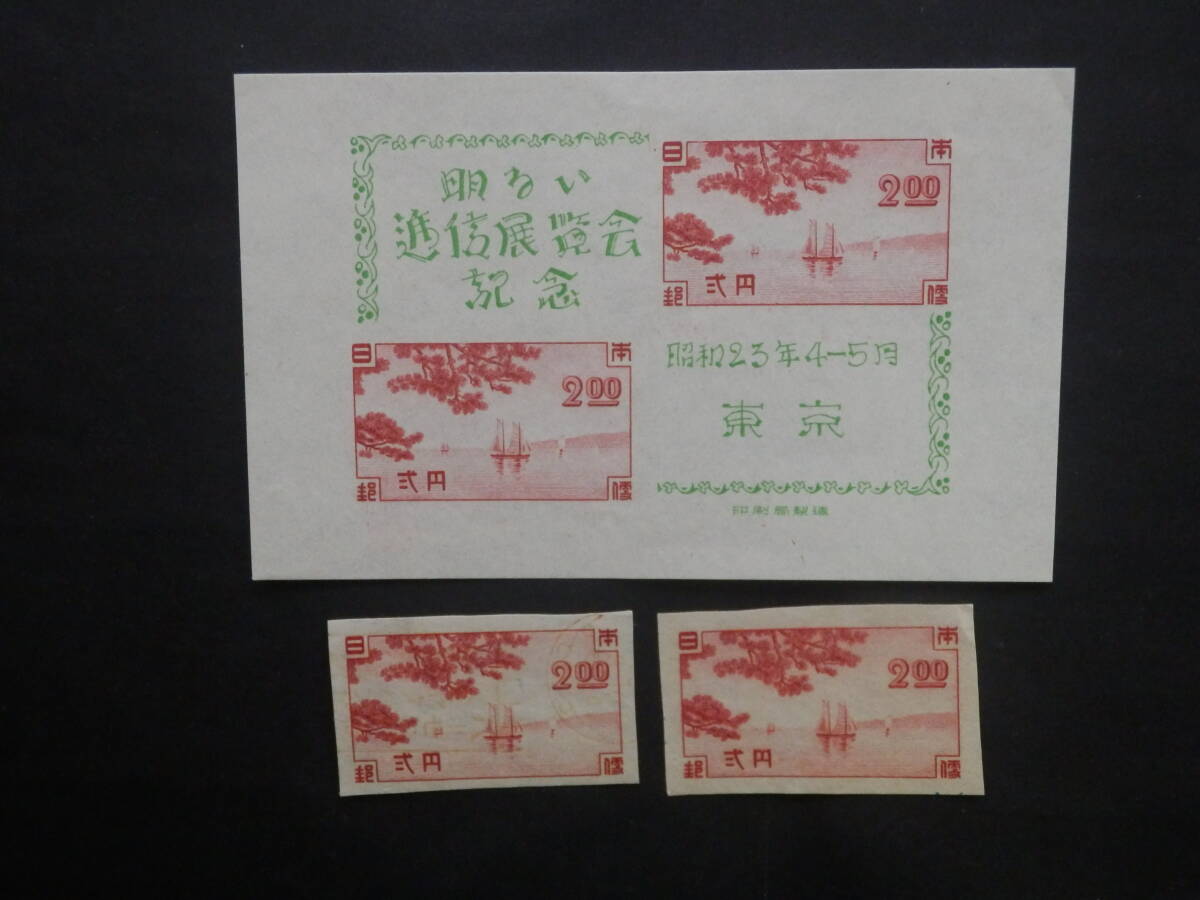 明るい
逓信展覧会
記念
日本
2.00
弐円
郵便
日本
2.00
弐円
郵便
昭和23年4-5月
東京
印刷局製造
日本
2.00
弐円
郵便
日本
2.00
弐円
郵便